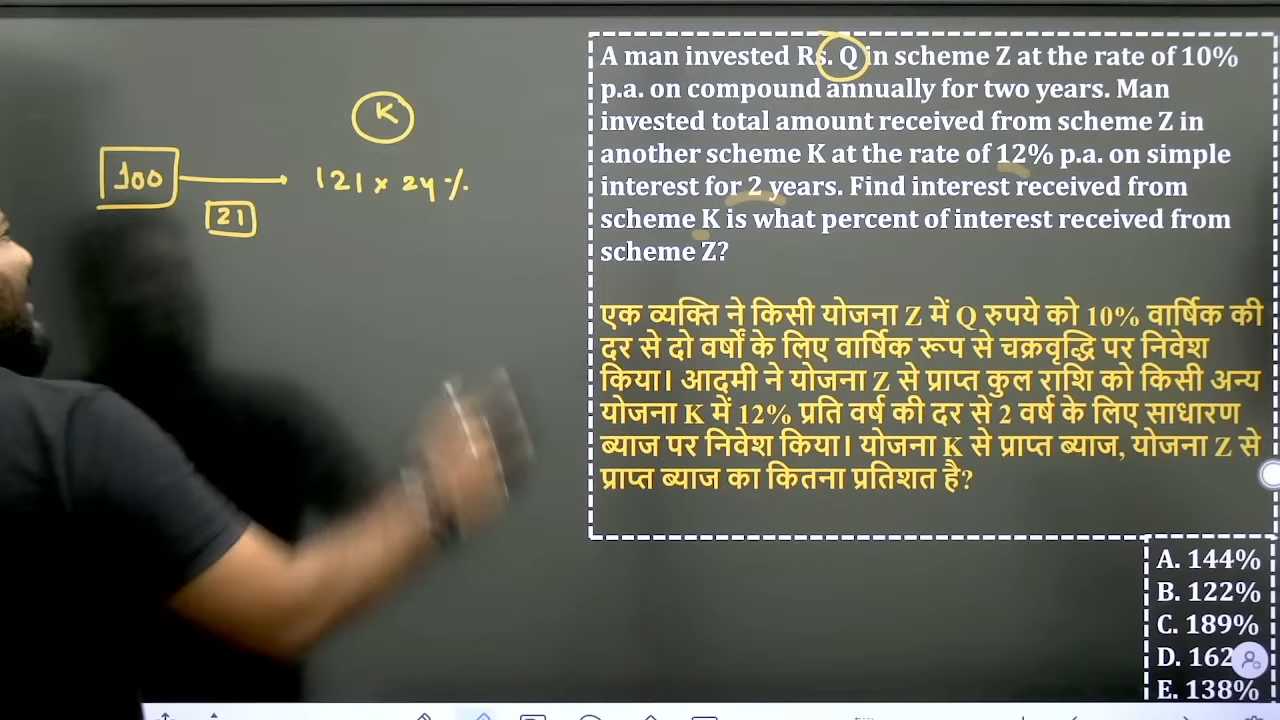 A man invested Rs. Q in scheme Z at the rate of 10%
p.a. on compound annually for two years. Man
invested total amount received from scheme Z in
another scheme K at the rate of 12% p.a. on simple
interest for 2 years. Find interest received from
scheme K is what percent of interest received from
scheme Z?
एक व्यक्ति ने किसी योजना Z में Q रुपये को 10% वार्षिक की
दर से दो वर्षों के लिए वार्षिक रूप से चक्रवृद्धि पर निवेश
किया। आदमी ने योजना Z से प्राप्त कुल राशि को किसी अन्य
योजना K में 12% प्रति वर्ष की दर से 2 वर्ष के लिए साधारण
ब्याज पर निवेश किया। योजना K से प्राप्त ब्याज, योजना Z से
प्राप्त ब्याज का कितना प्रतिशत है?
K
100
121 × 24 %
21
A. 144%
B. 122%
C. 189%
D. 162
E. 138%